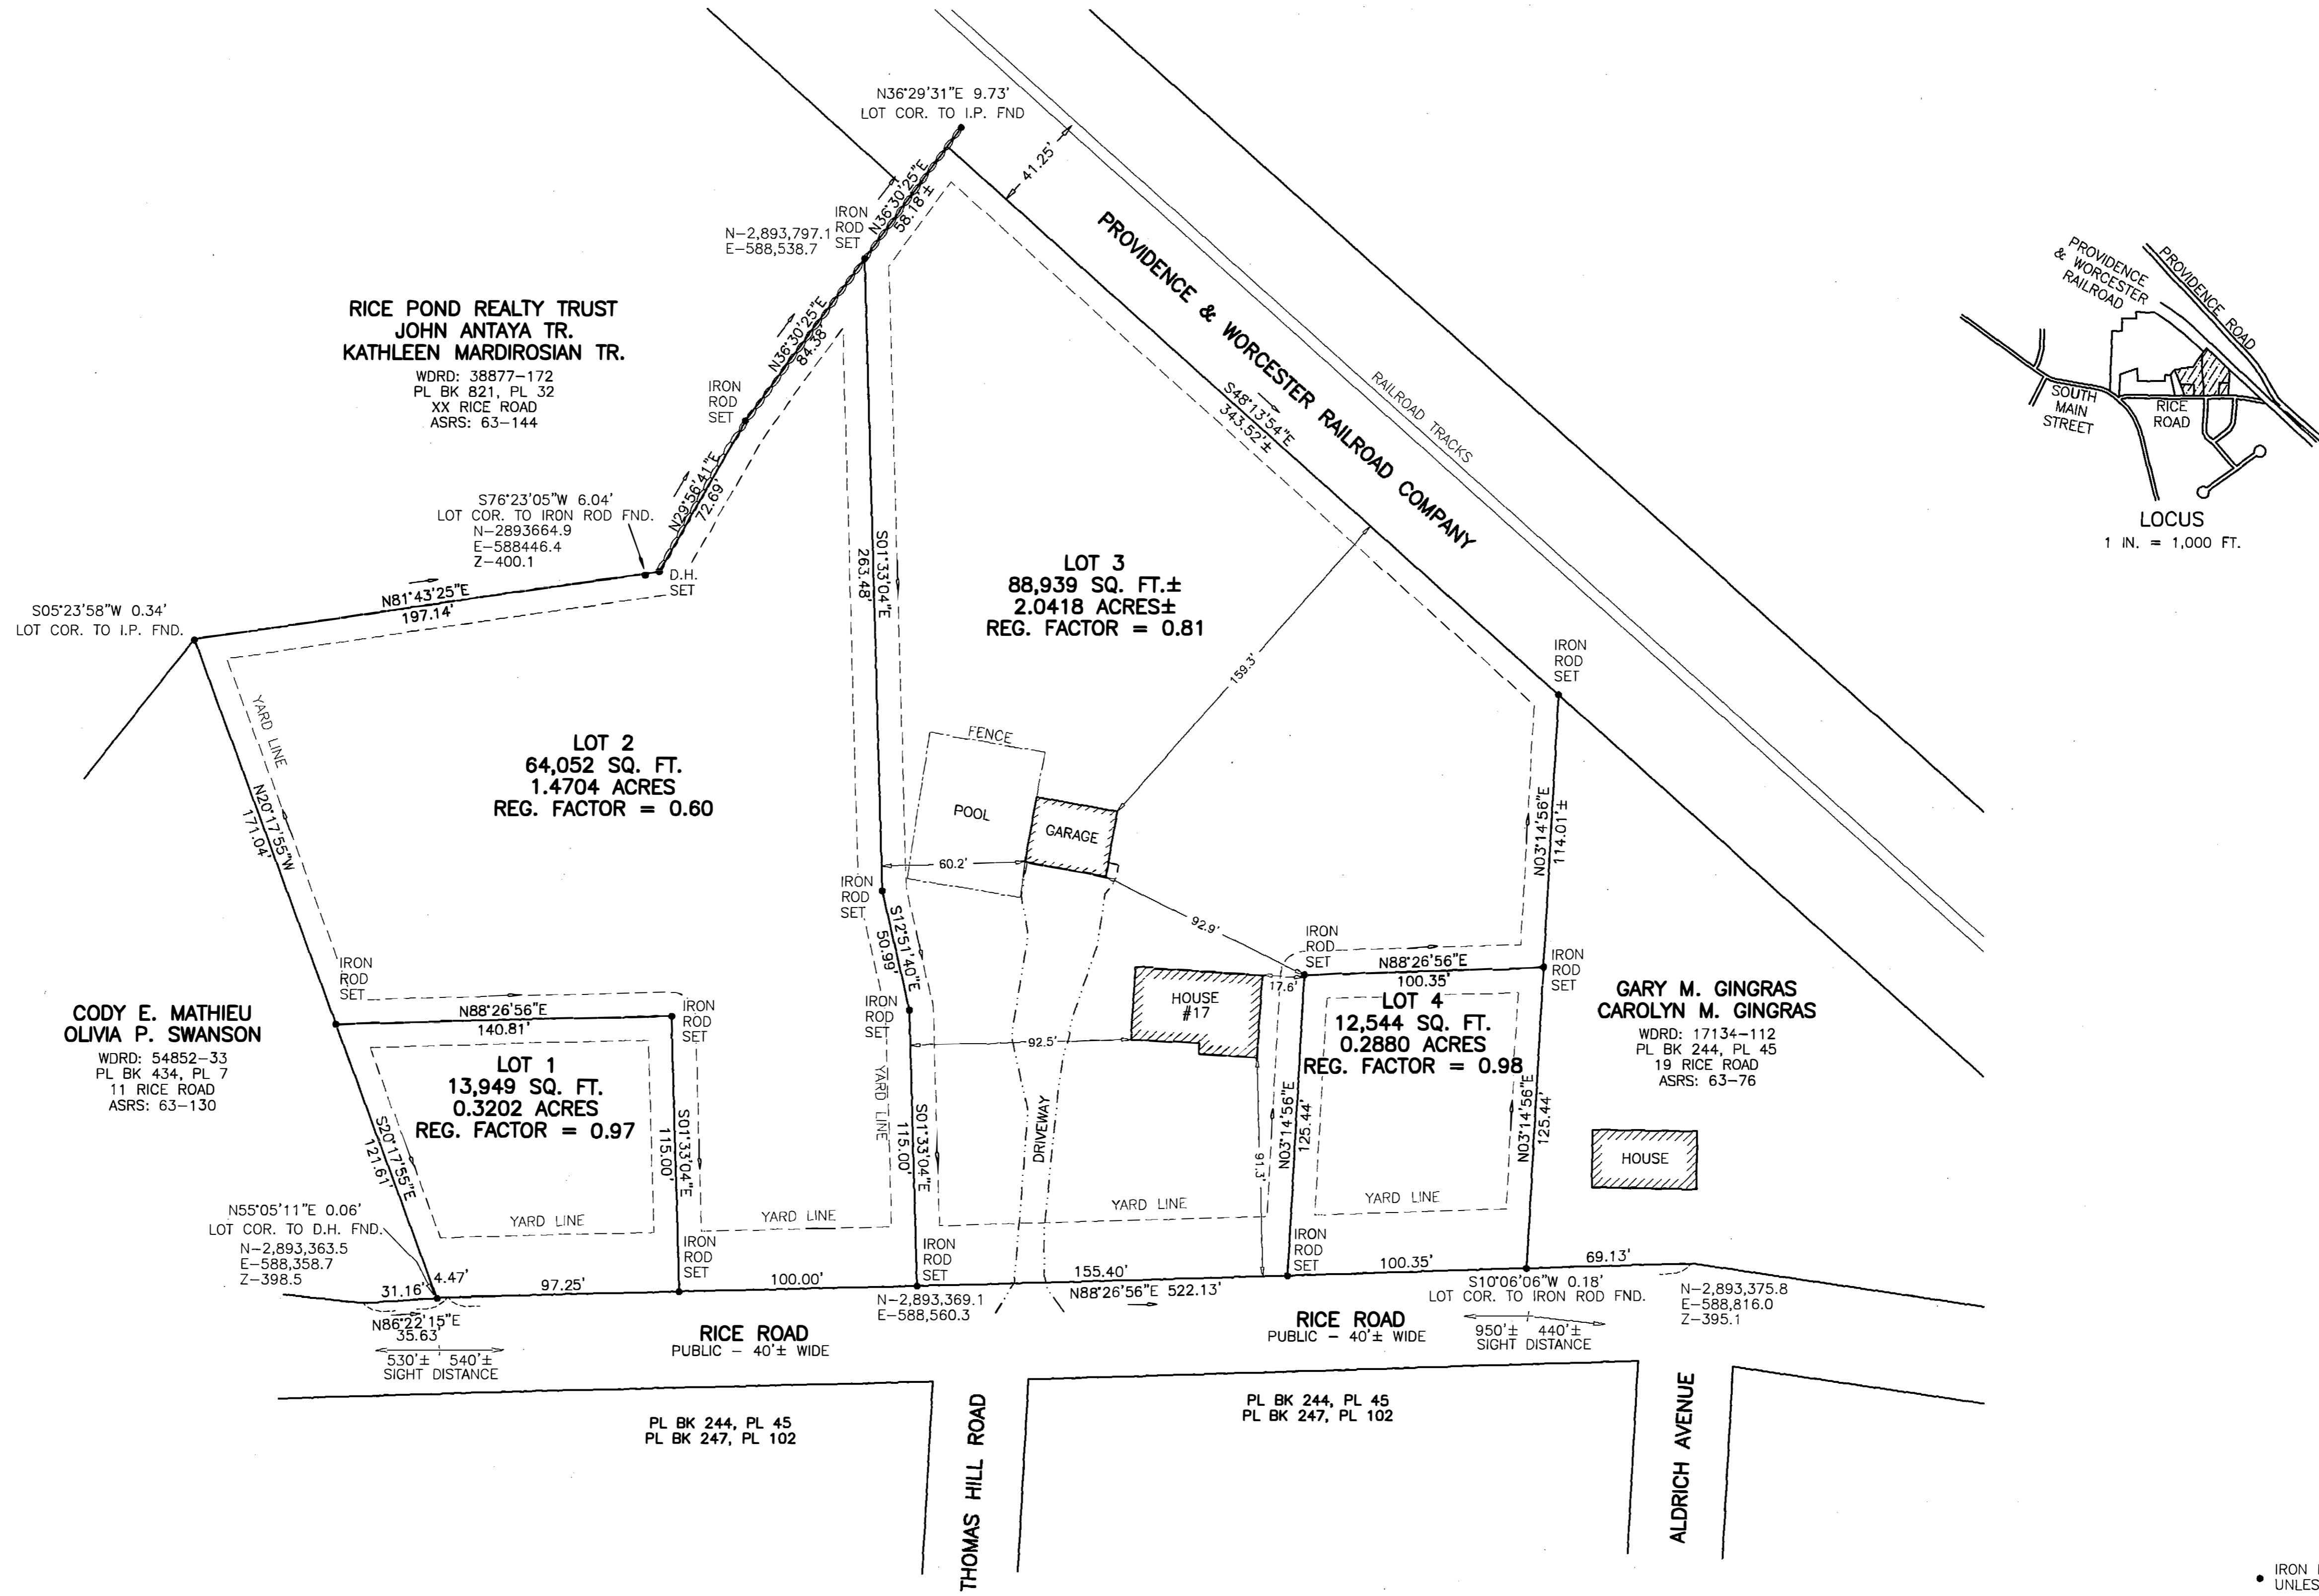 N36°29'31"E 9.73'
LOT COR. TO I.P. FND
41.25'
N36°30'25"E
58.18'±
IRON
ROD
SET
N-2,893,797.1
E-588,538.7
PROVIDENCE & WORCESTER RAILROAD COMPANY
RAILROAD TRACKS
S48°13'54"E
343.52'±
PROVIDENCE
& WORCESTER
RAILROAD
PROVIDENCE ROAD
SOUTH
MAIN
STREET
RICE
ROAD
LOCUS
1 IN. = 1,000 FT.
RICE POND REALTY TRUST
JOHN ANTAYA TR.
KATHLEEN MARDIROSIAN TR.
WDRD: 38877-172
PL BK 821, PL 32
XX RICE ROAD
ASRS: 63-144
N36°30'25"E
84.38'
IRON
ROD
SET
N29°56'41"E
72.69'
S76°23'05"W 6.04'
LOT COR. TO IRON ROD FND.
N-2893664.9
E-588446.4
Z-400.1
D.H.
SET
N81°43'25"E
197.14'
S05°23'58"W 0.34'
LOT COR. TO I.P. FND.
S01°33'04"E
263.48'
LOT 3
88,939 SQ. FT.±
2.0418 ACRES±
REG. FACTOR = 0.81
159.3'
IRON
ROD
SET
YARD LINE
LOT 2
64,052 SQ. FT.
1.4704 ACRES
REG. FACTOR = 0.60
FENCE
POOL
GARAGE
60.2'
N20°17'55"W
171.04'
N03°14'56"E
114.01'±
IRON
ROD
SET
S12°51'40"E
50.99'
92.9'
IRON
ROD
SET
N88°26'56"E
100.35'
IRON
ROD
SET
IRON
ROD
SET
N88°26'56"E
140.81'
IRON
ROD
SET
IRON
ROD
SET
HOUSE
#17
17.6'
92.5'
LOT 4
12,544 SQ. FT.
0.2880 ACRES
REG. FACTOR = 0.98
GARY M. GINGRAS
CAROLYN M. GINGRAS
WDRD: 17134-112
PL BK 244, PL 45
19 RICE ROAD
ASRS: 63-76
CODY E. MATHIEU
OLIVIA P. SWANSON
WDRD: 54852-33
PL BK 434, PL 7
11 RICE ROAD
ASRS: 63-130
LOT 1
13,949 SQ. FT.
0.3202 ACRES
REG. FACTOR = 0.97
S20°17'55"E
121.61'
S01°33'04"E
115.00'
YARD LINE
S01°33'04"E
115.00'
DRIVEWAY
91.3'
N03°14'56"E
125.44'
N03°14'56"E
125.44'
HOUSE
YARD LINE
YARD LINE
YARD LINE
YARD LINE
N55°05'11"E 0.06'
LOT COR. TO D.H. FND.
N-2,893,363.5
E-588,358.7
Z-398.5
IRON
ROD
SET
IRON
ROD
SET
IRON
ROD
SET
31.16'
4.47'
97.25'
100.00'
155.40'
100.35'
69.13'
N86°22'15"E
35.63'
N88°26'56"E 522.13'
N-2,893,369.1
E-588,560.3
S10°06'06"W 0.18'
LOT COR. TO IRON ROD FND.
N-2,893,375.8
E-588,816.0
Z-395.1
530'± 540'±
SIGHT DISTANCE
RICE ROAD
PUBLIC - 40'± WIDE
RICE ROAD
PUBLIC - 40'± WIDE
950'± 440'±
SIGHT DISTANCE
PL BK 244, PL 45
PL BK 247, PL 102
THOMAS HILL ROAD
PL BK 244, PL 45
PL BK 247, PL 102
ALDRICH AVENUE
IRON
UNLES